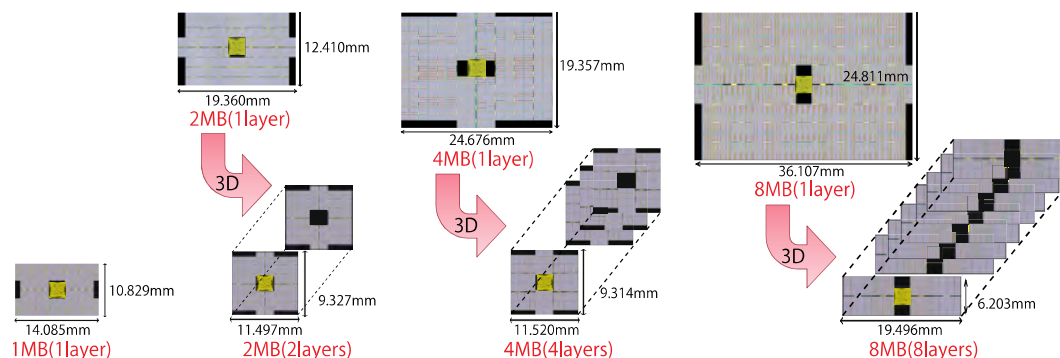 12.410mm
19.360mm
2MB(1layer)
3D
19.357mm
24.676mm
4MB(1layer)
3D
24.811mm
36.107mm
8MB(1layer)
3D
10.829mm
14.085mm
1MB(1layer)
9.327mm
11.497mm
2MB(2layers)
9.314mm
11.520mm
4MB(4layers)
6.203mm
19.496mm
8MB(8layers)